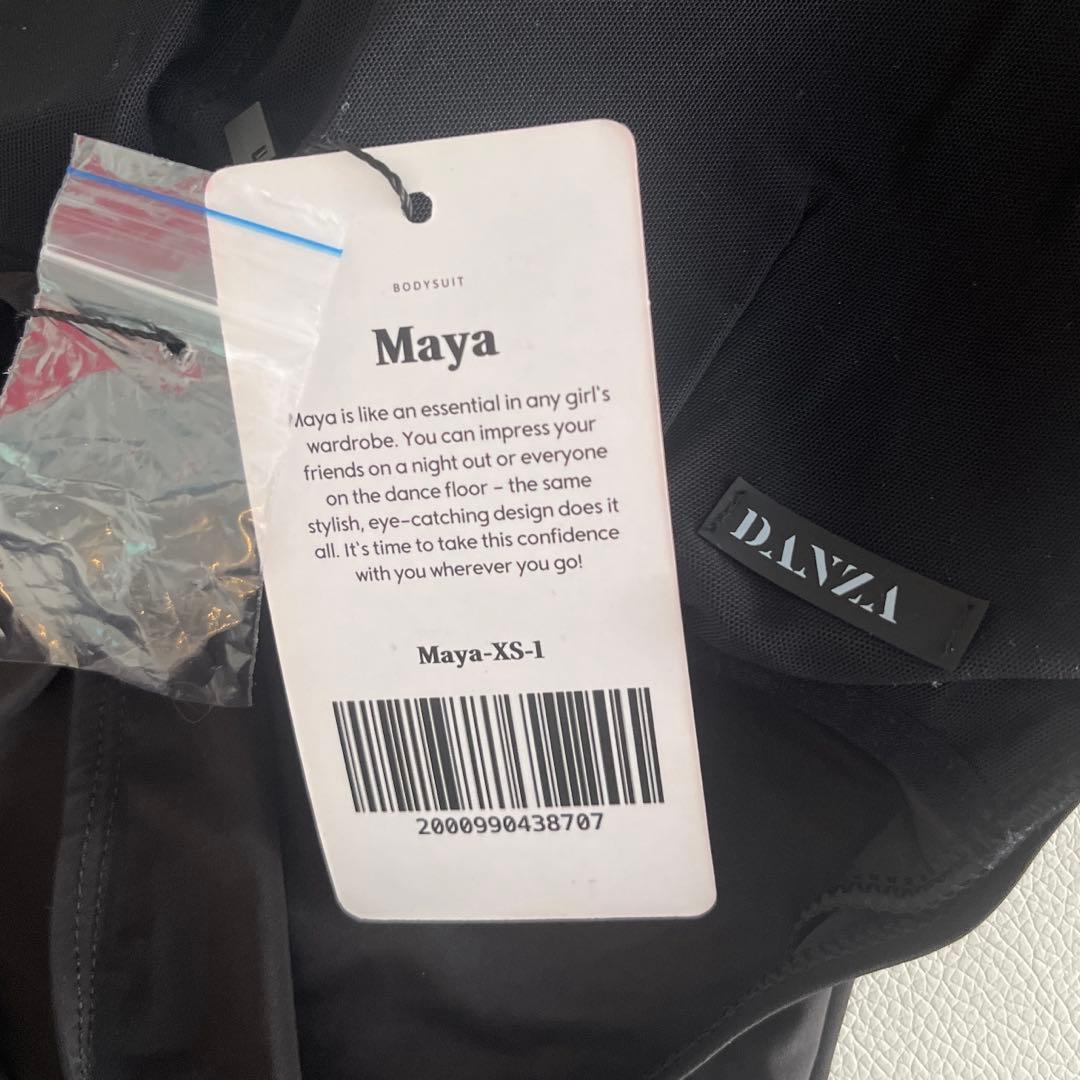 BODYSUIT
Maya
Maya is like an essential in any girl's
wardrobe. You can impress your
friends on a night out or everyone
on the dance floor – the same
stylish, eye-catching design does it
all. It's time to take this confidence
with you wherever you go!
Maya-XS-1
2000990438707
DANZA